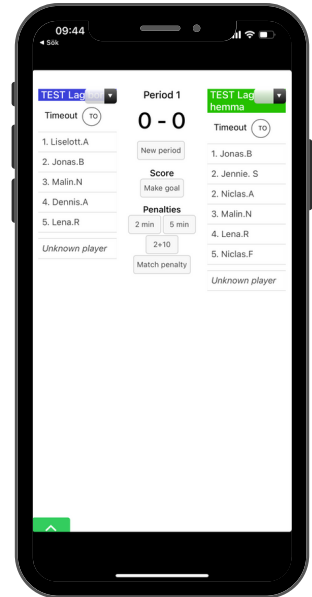 09:44
◂ Sök
TEST Lag
Timeout TO
1. Liselott.A
2. Jonas.B
3. Malin.N
4. Dennis.A
5. Lena.R
Unknown player
Period 1
0 - 0
New period
Score
Make goal
Penalties
2 min 5 min
2+10
Match penalty
TEST Lag
hemma
Timeout TO
1. Jonas.B
2. Jennie. S
2. Niclas.A
3. Malin.N
4. Lena.R
5. Niclas.F
Unknown player